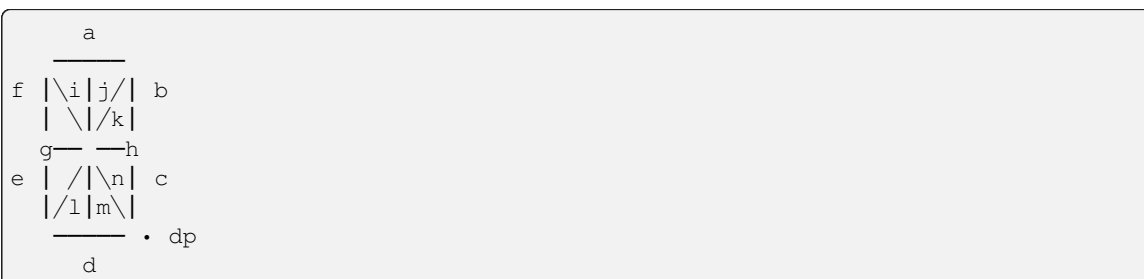 a
─────
f |\i|j/| b
| \|/k|
g── ──h
e | /|\n| c
|/l|m\|
───── • dp
d